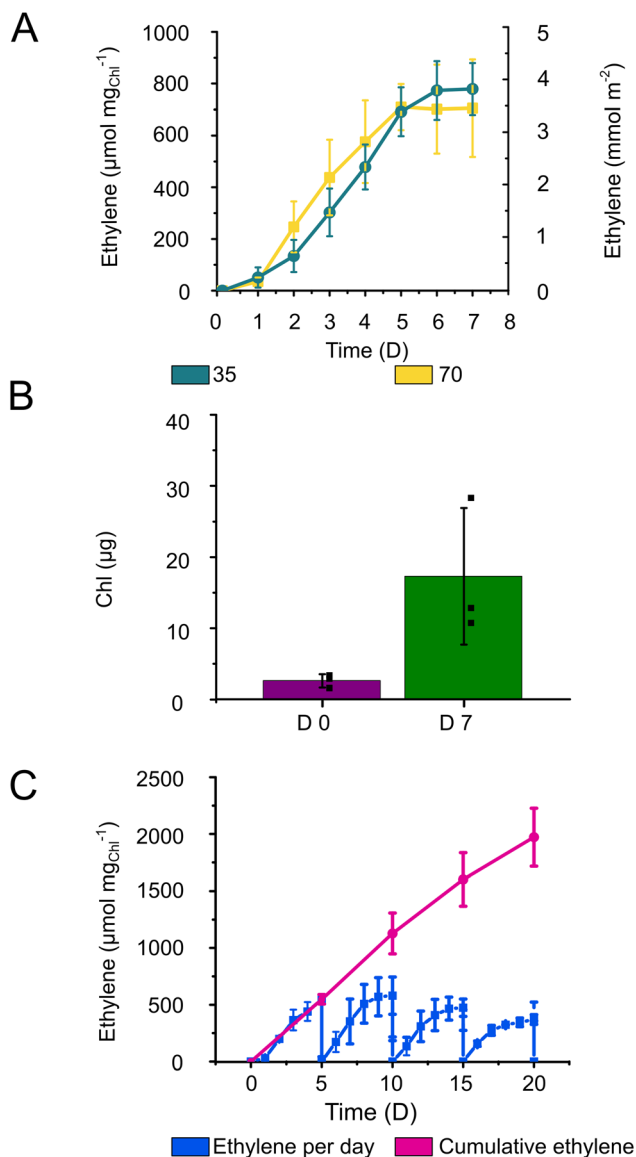 A
1000
800
600
400
200
0
Ethylene (µmol mg_Chl⁻¹)
5
4
3
2
1
0
Ethylene (mmol m⁻²)
0 1 2 3 4 5 6 7 8
Time (D)
35 70
B
40
30
20
10
0
Chl (µg)
D 0 D 7
C
2500
2000
1500
1000
500
0
Ethylene (µmol mg_Chl⁻¹)
0 5 10 15 20
Time (D)
Ethylene per day Cumulative ethylene